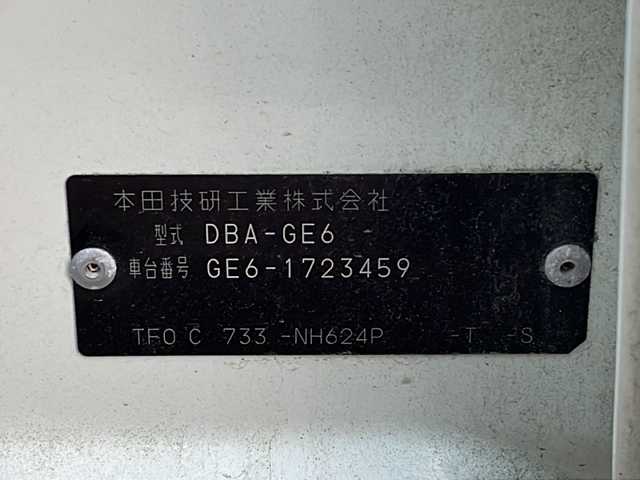 本田技研工業株式会社
型式 DBA-GE6
車台番号 GE6-1723459
TFO C 733 -NH624P -T -S